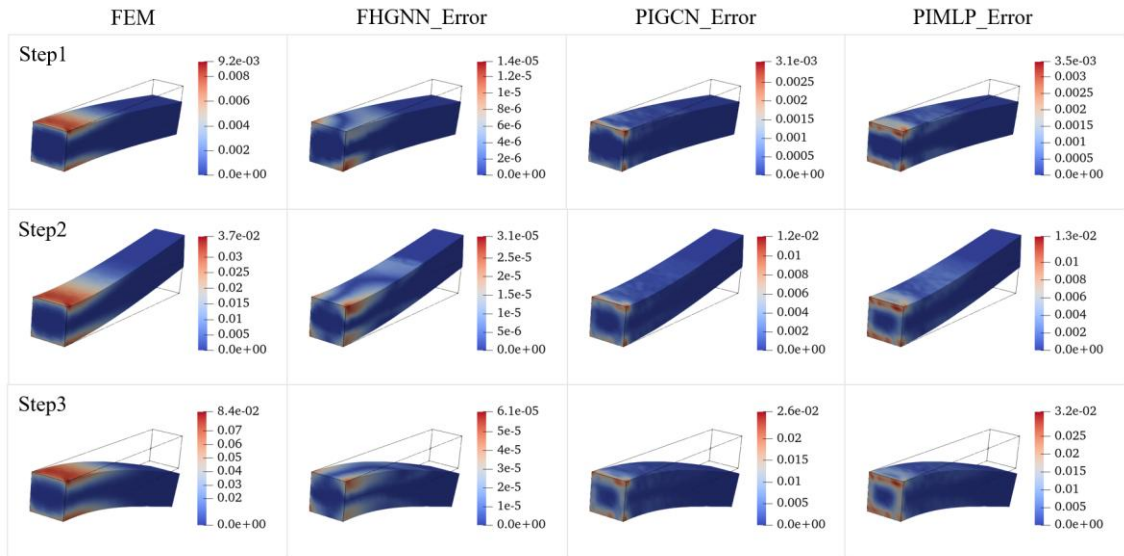 FEM FHGNN_Error PIGCN_Error PIMLP_Error
Step1
9.2e-03
0.008
0.006
0.004
0.002
0.0e+00
1.4e-05
1.2e-5
1e-5
8e-6
6e-6
4e-6
2e-6
0.0e+00
3.1e-03
0.0025
0.002
0.0015
0.001
0.0005
0.0e+00
3.5e-03
0.003
0.0025
0.002
0.0015
0.001
0.0005
0.0e+00
Step2
3.7e-02
0.03
0.025
0.02
0.015
0.01
0.005
0.0e+00
3.1e-05
2.5e-5
2e-5
1.5e-5
1e-5
5e-6
0.0e+00
1.2e-02
0.01
0.008
0.006
0.004
0.002
0.0e+00
1.3e-02
0.01
0.008
0.006
0.004
0.002
0.0e+00
Step3
8.4e-02
0.07
0.06
0.05
0.04
0.03
0.02
0.0e+00
6.1e-05
5e-5
4e-5
3e-5
2e-5
1e-5
0.0e+00
2.6e-02
0.02
0.015
0.01
0.005
0.0e+00
3.2e-02
0.025
0.02
0.015
0.01
0.005
0.0e+00